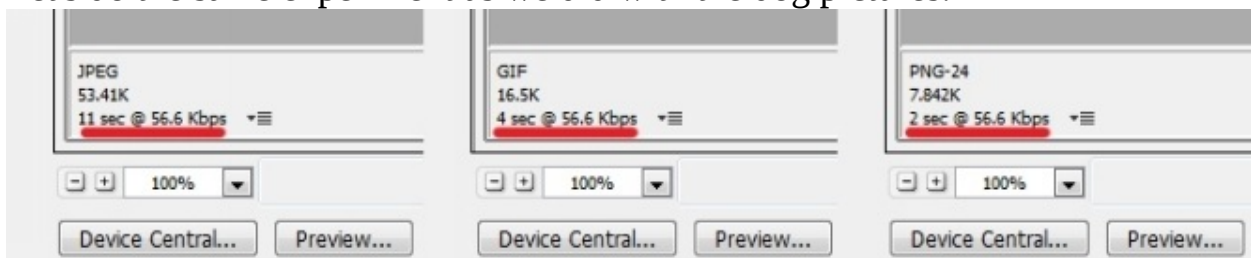 JPEG
53.41K
11 sec @ 56.6 Kbps
100%
Device Central... Preview...
GIF
16.5K
4 sec @ 56.6 Kbps
100%
Device Central... Preview...
PNG-24
7.842K
2 sec @ 56.6 Kbps
100%
Device Central... Preview...